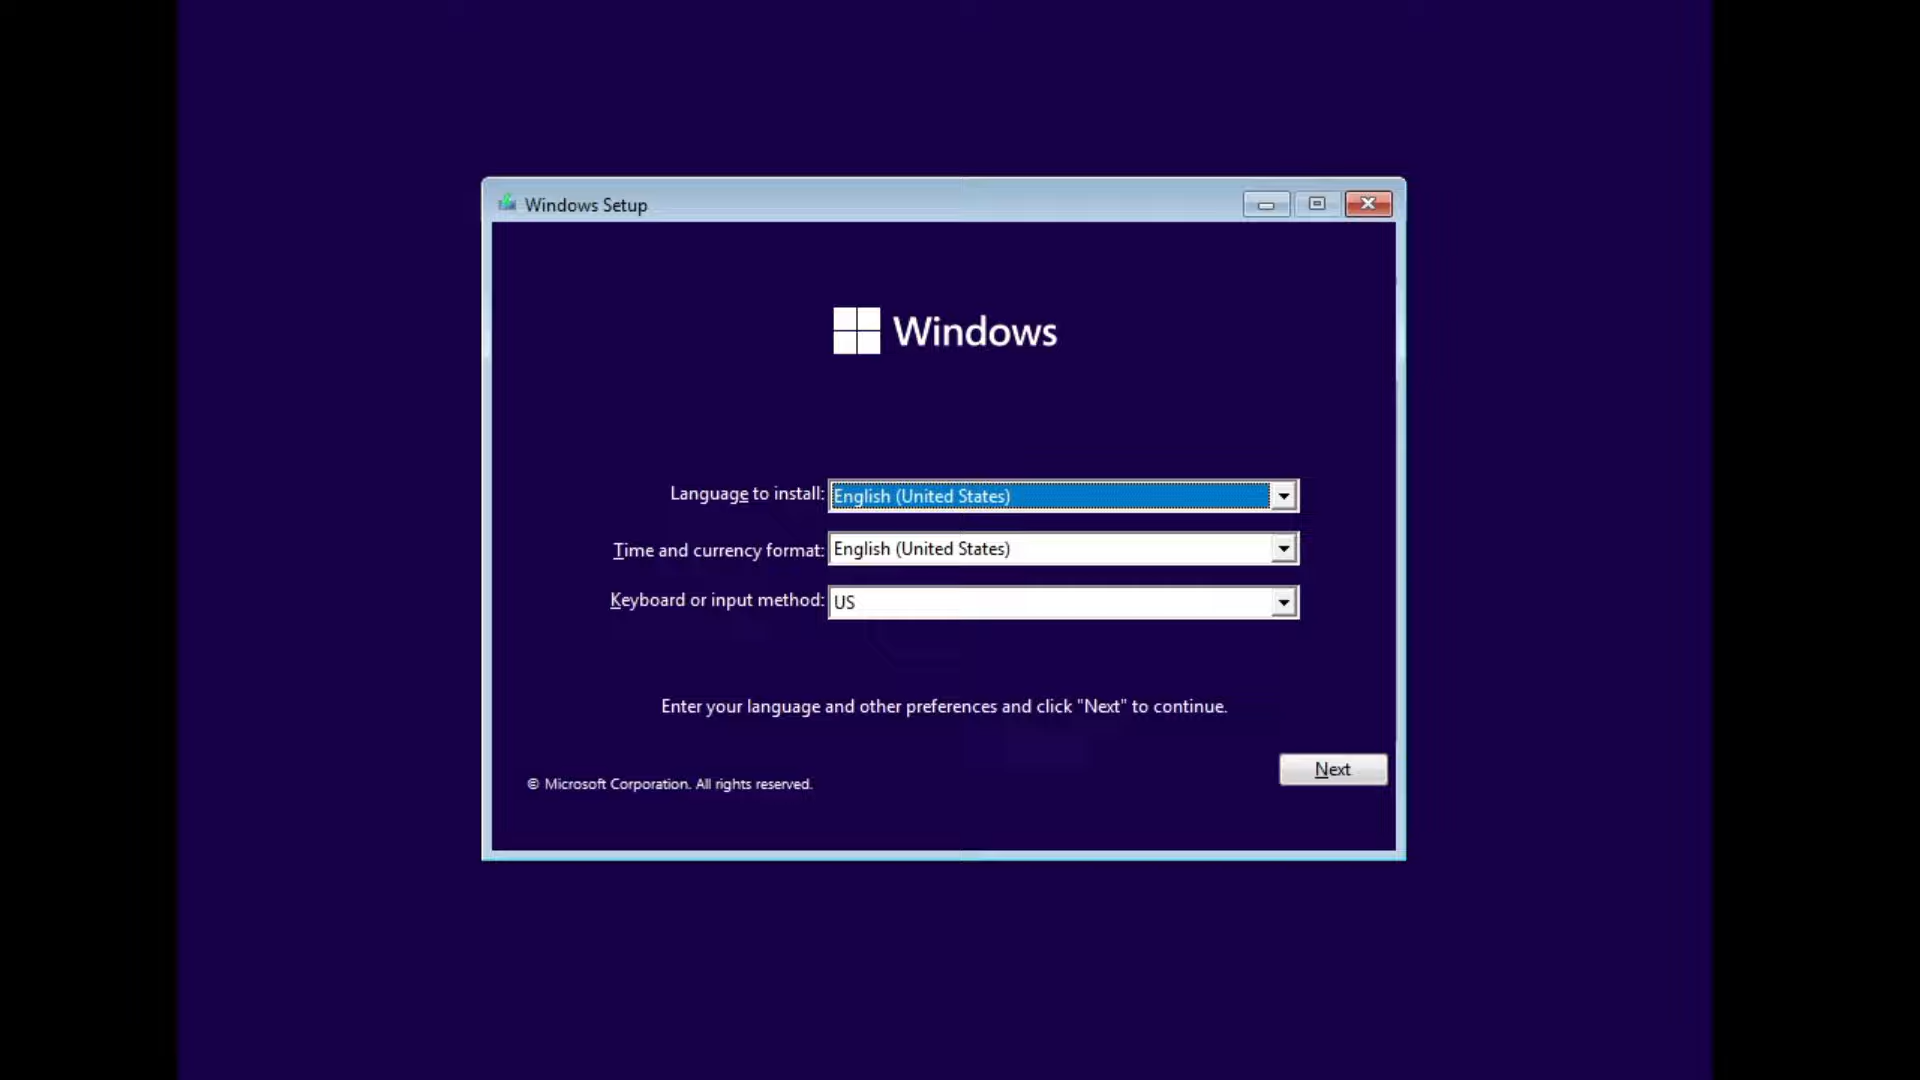 Windows Setup
Windows
Language to install: English (United States)
Time and currency format: English (United States)
Keyboard or input method: US
Enter your language and other preferences and click "Next" to continue.
Next
© Microsoft Corporation. All rights reserved.